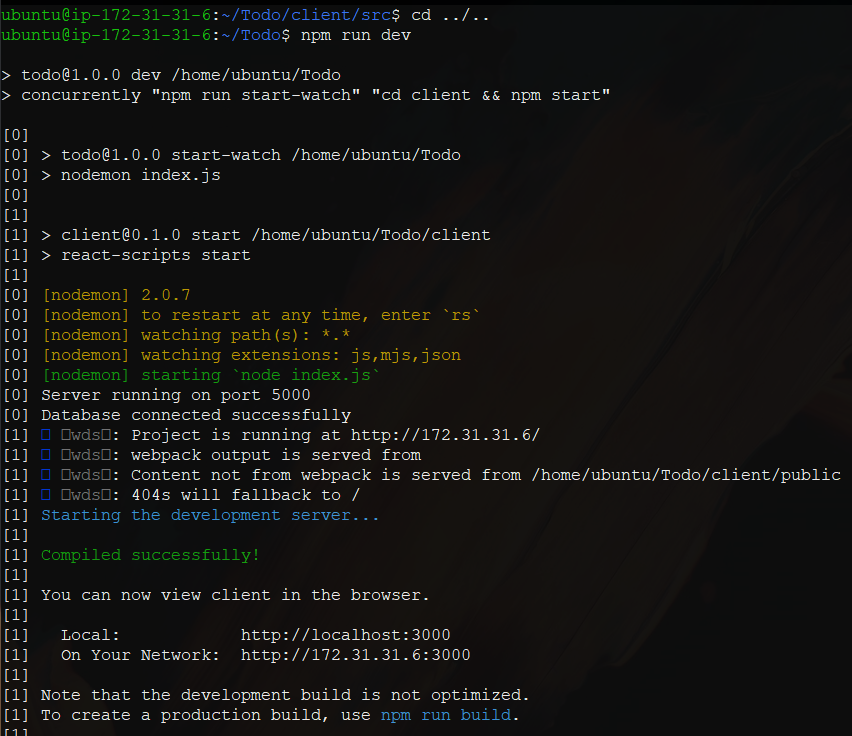 ubuntu@ip-172-31-31-6:~/Todo/client/src$ cd ../..
ubuntu@ip-172-31-31-6:~/Todo$ npm run dev

> todo@1.0.0 dev /home/ubuntu/Todo
> concurrently "npm run start-watch" "cd client && npm start"

[0]
[0] > todo@1.0.0 start-watch /home/ubuntu/Todo
[0] > nodemon index.js
[0]
[1]
[1] > client@0.1.0 start /home/ubuntu/Todo/client
[1] > react-scripts start
[1]
[0] [nodemon] 2.0.7
[0] [nodemon] to restart at any time, enter `rs`
[0] [nodemon] watching path(s): *.*
[0] [nodemon] watching extensions: js,mjs,json
[0] [nodemon] starting `node index.js`
[0] Server running on port 5000
[0] Database connected successfully
[1] ▯ ▯wds▯: Project is running at http://172.31.31.6/
[1] ▯ ▯wds▯: webpack output is served from
[1] ▯ ▯wds▯: Content not from webpack is served from /home/ubuntu/Todo/client/public
[1] ▯ ▯wds▯: 404s will fallback to /
[1] Starting the development server...
[1]
[1] Compiled successfully!
[1]
[1] You can now view client in the browser.
[1]
[1]   Local:            http://localhost:3000
[1]   On Your Network:  http://172.31.31.6:3000
[1]
[1] Note that the development build is not optimized.
[1] To create a production build, use npm run build.
[1]